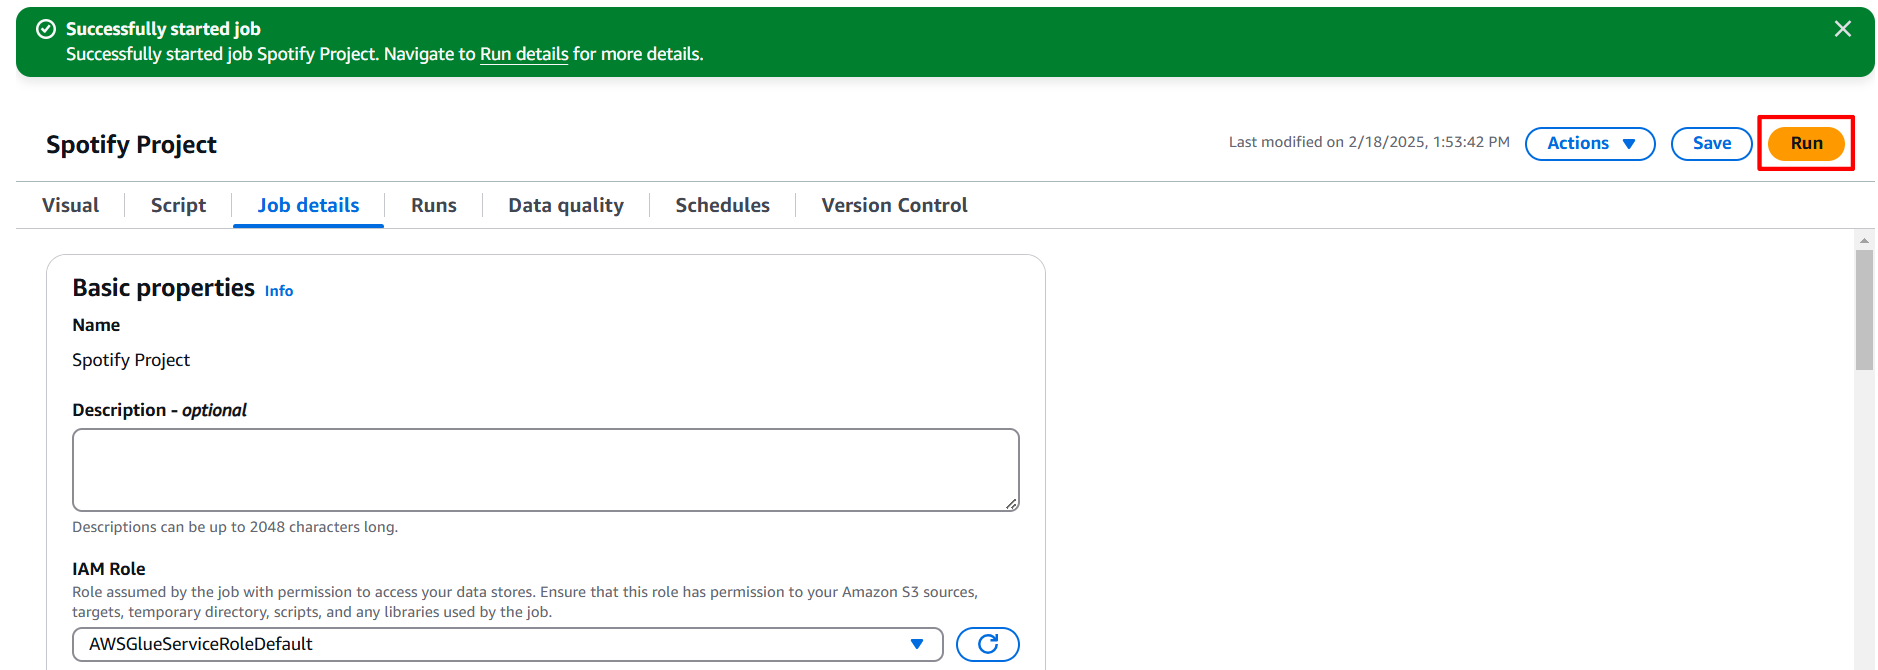 Successfully started job
Successfully started job Spotify Project. Navigate to Run details for more details.
Spotify Project
Last modified on 2/18/2025, 1:53:42 PM
Actions
Save
Run
Visual
Script
Job details
Runs
Data quality
Schedules
Version Control
Basic properties Info
Name
Spotify Project
Description - optional
Descriptions can be up to 2048 characters long.
IAM Role
Role assumed by the job with permission to access your data stores. Ensure that this role has permission to your Amazon S3 sources,
targets, temporary directory, scripts, and any libraries used by the job.
AWSGlueServiceRoleDefault